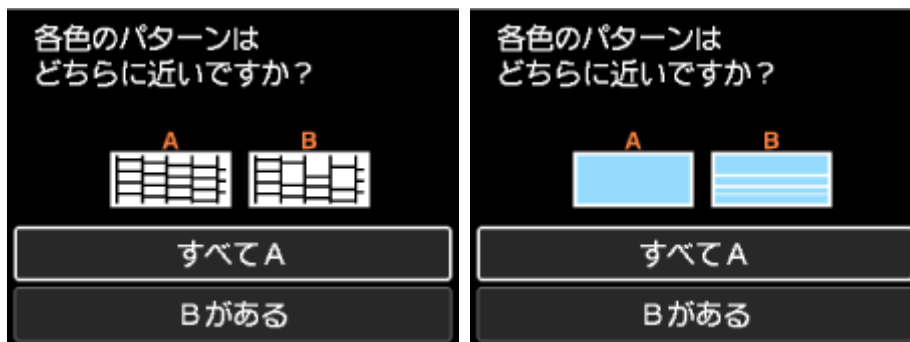 各色のパターンは
どちらに近いですか？
A B
すべてA
Bがある
各色のパターンは
どちらに近いですか？
A B
すべてA
Bがある